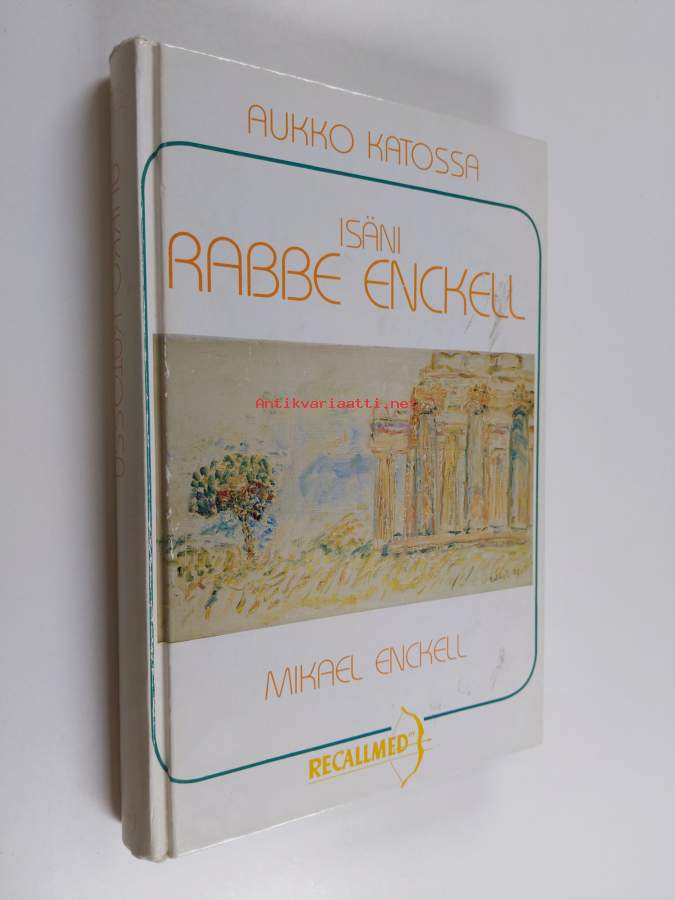 AUKKO KATOSSA
ISÄNI
RABBE ENCKELL
Antikvariaatti.net
MIKAEL ENCKELL
RECALLMED
AUKKO KATOSSA